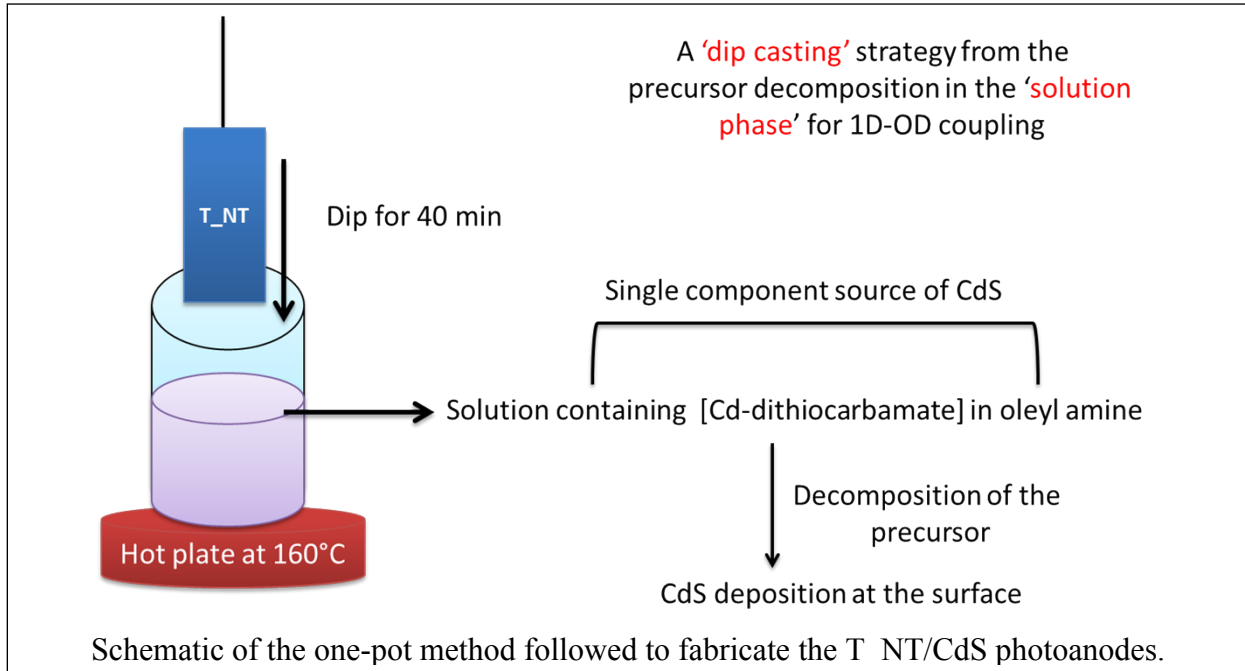 A ‘dip casting’ strategy from the
precursor decomposition in the ‘solution
phase’ for 1D-OD coupling
T_NT
Dip for 40 min
Single component source of CdS
Solution containing [Cd-dithiocarbamate] in oleyl amine
Decomposition of the
precursor
Hot plate at 160°C
CdS deposition at the surface
Schematic of the one-pot method followed to fabricate the T_NT/CdS photoanodes.